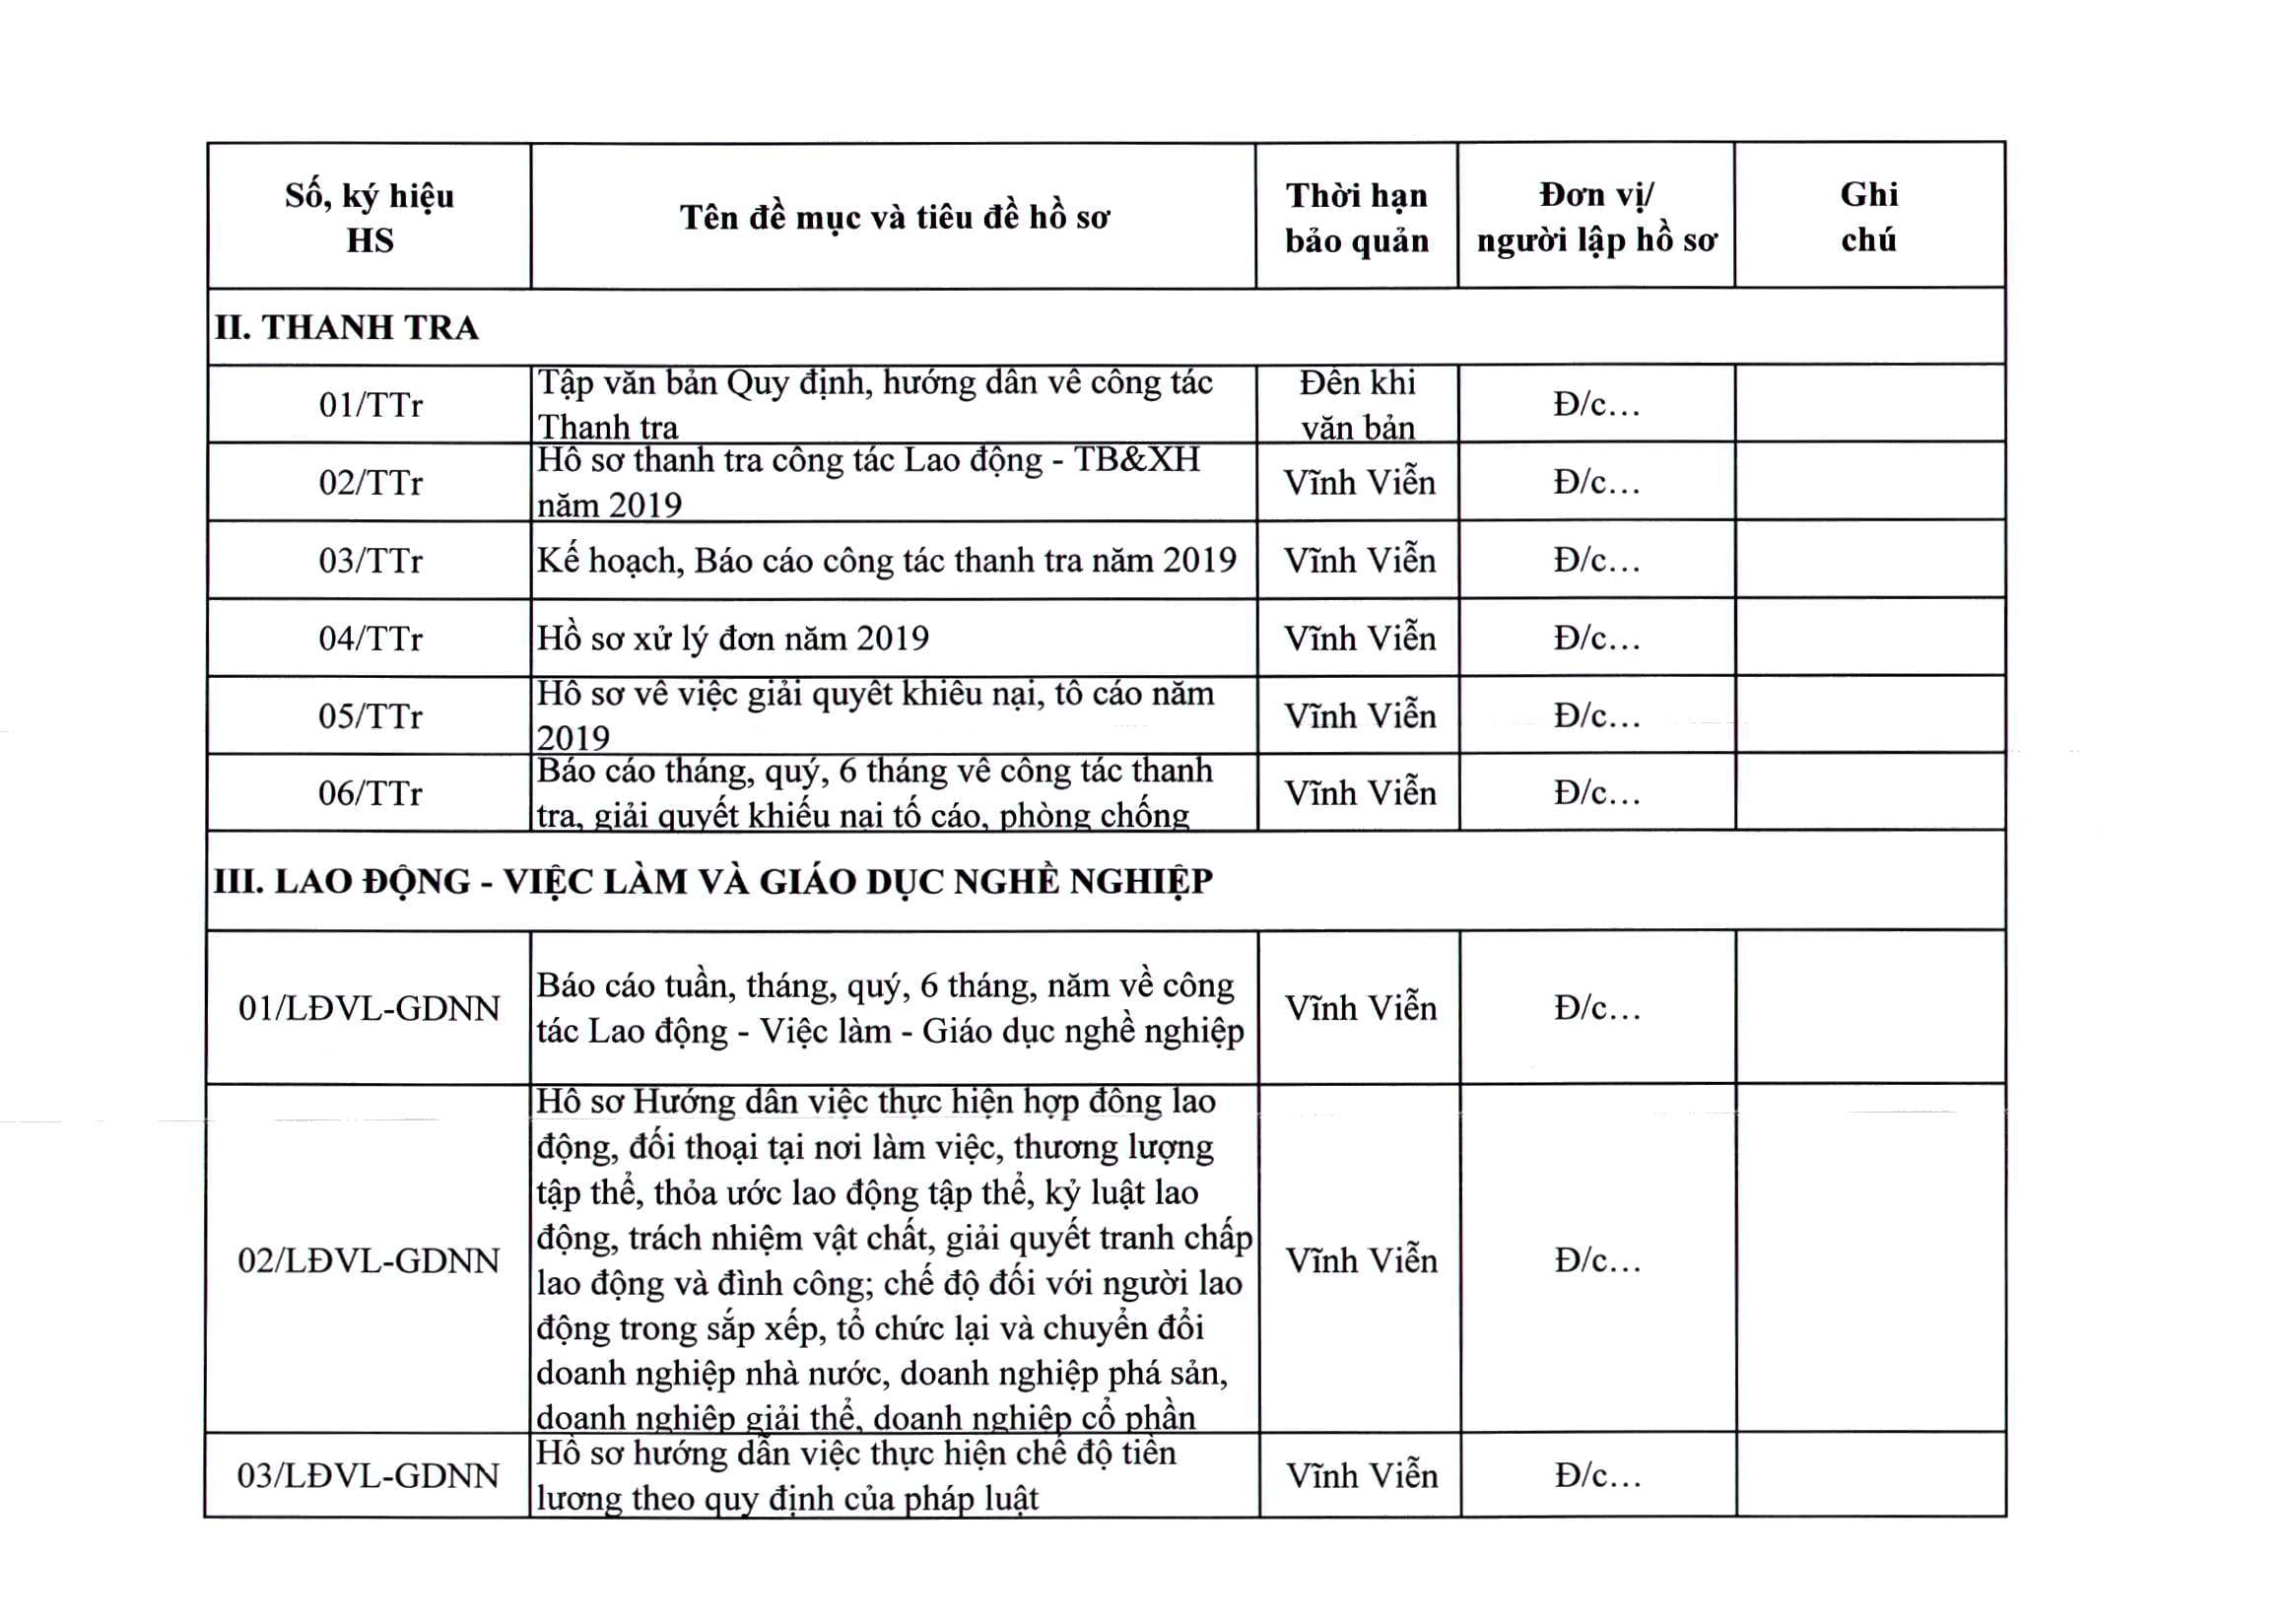 Số, ký hiệu
HS
Tên đề mục và tiêu đề hồ sơ
Thời hạn
bảo quản
Đơn vị/
người lập hồ sơ
Ghi
chú
II. THANH TRA
01/TTr
Tập văn bản Quy định, hướng dẫn về công tác
Thanh tra
Đến khi
văn bản
Đ/c...
02/TTr
Hồ sơ thanh tra công tác Lao động - TB&XH
năm 2019
Vĩnh Viễn
Đ/c...
03/TTr
Kế hoạch, Báo cáo công tác thanh tra năm 2019
Vĩnh Viễn
Đ/c...
04/TTr
Hồ sơ xử lý đơn năm 2019
Vĩnh Viễn
Đ/c...
05/TTr
Hồ sơ về việc giải quyết khiếu nại, tố cáo năm
2019
Vĩnh Viễn
Đ/c...
06/TTr
Báo cáo tháng, quý, 6 tháng về công tác thanh
tra, giải quyết khiếu nại tố cáo, phòng chống
Vĩnh Viễn
Đ/c...
III. LAO ĐỘNG - VIỆC LÀM VÀ GIÁO DỤC NGHỀ NGHIỆP
01/LĐVL-GDNN
Báo cáo tuần, tháng, quý, 6 tháng, năm về công
tác Lao động - Việc làm - Giáo dục nghề nghiệp
Vĩnh Viễn
Đ/c...
02/LĐVL-GDNN
Hồ sơ Hướng dẫn việc thực hiện hợp đồng lao
động, đối thoại tại nơi làm việc, thương lượng
tập thể, thỏa ước lao động tập thể, kỷ luật lao
động, trách nhiệm vật chất, giải quyết tranh chấp
lao động và đình công; chế độ đối với người lao
động trong sắp xếp, tổ chức lại và chuyển đổi
doanh nghiệp nhà nước, doanh nghiệp phá sản,
doanh nghiệp giải thể, doanh nghiệp cổ phần
Vĩnh Viễn
Đ/c...
03/LĐVL-GDNN
Hồ sơ hướng dẫn việc thực hiện chế độ tiền
lương theo quy định của pháp luật
Vĩnh Viễn
Đ/c...